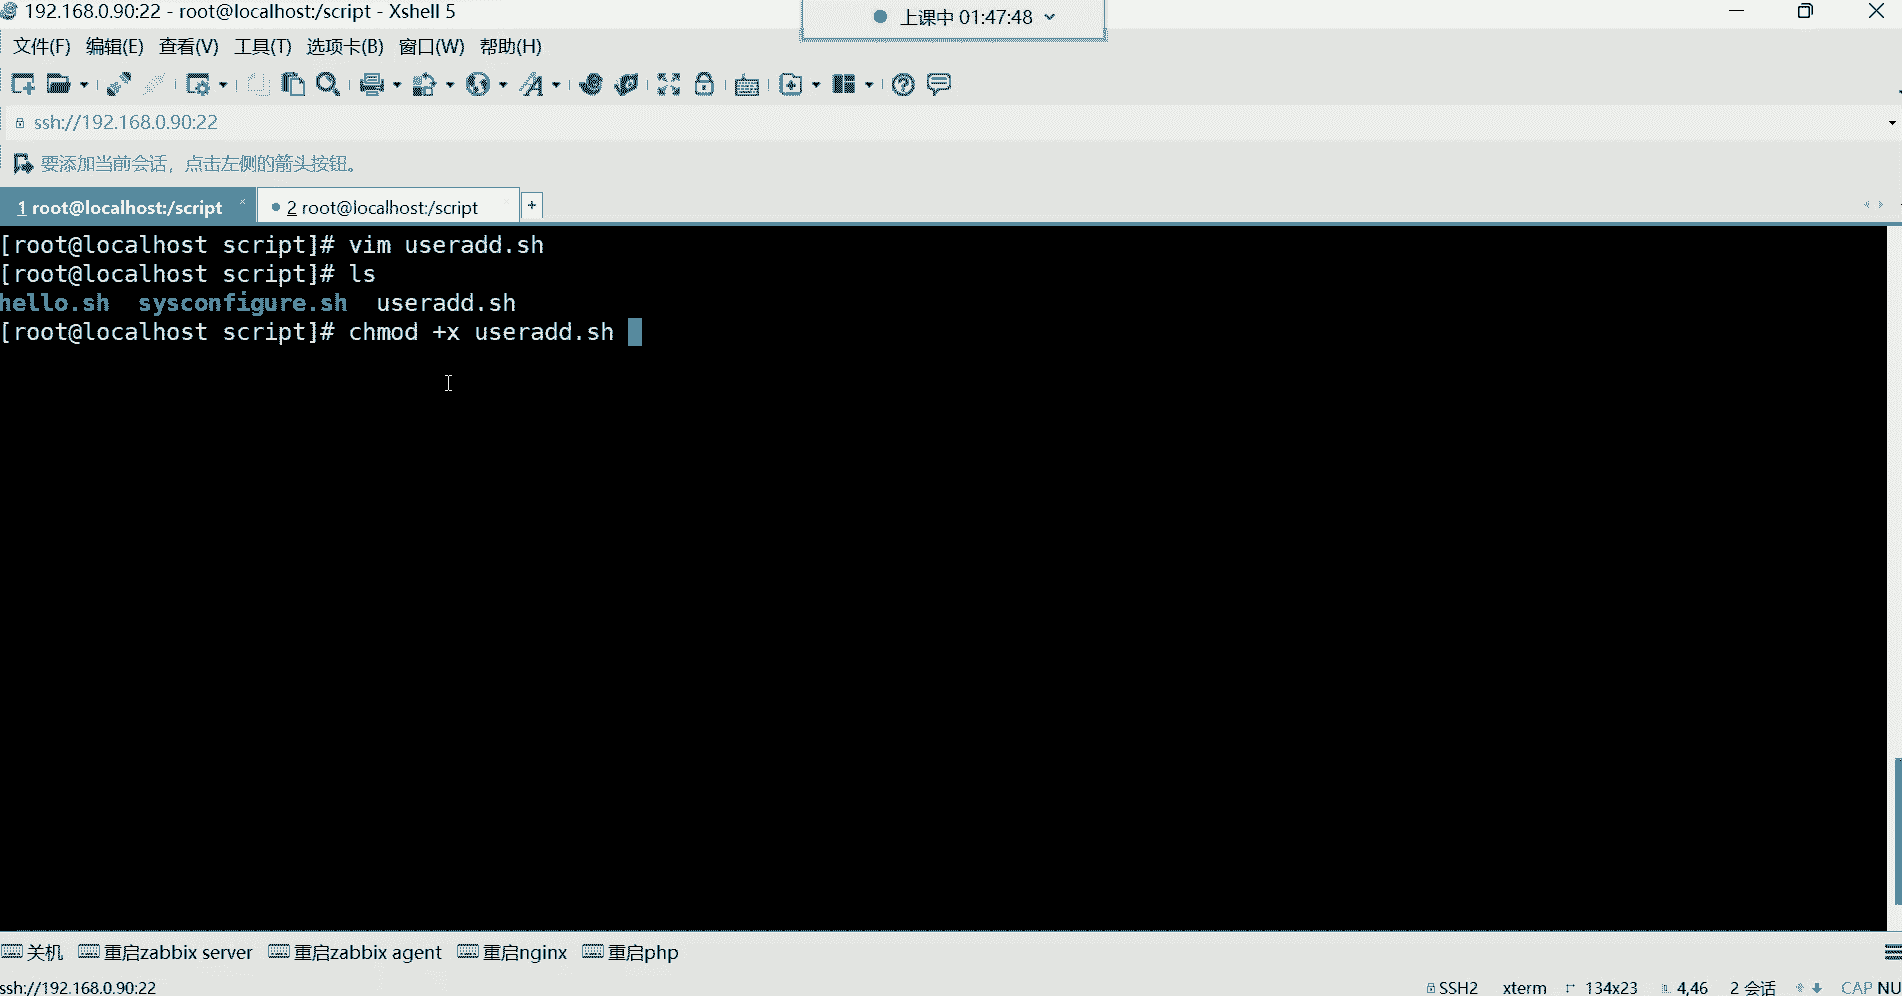 192.168.0.90:22 - root@localhost:/script - Xshell 5
上课中 01:47:48
文件(F) 编辑(E) 查看(V) 工具(T) 选项卡(B) 窗口(W) 帮助(H)
ssh://192.168.0.90:22
要添加当前会话，点击左侧的箭头按钮。
1 root@localhost:/script
2 root@localhost:/script
[root@localhost script]# vim useradd.sh
[root@localhost script]# ls
hello.sh  sysconfigure.sh  useradd.sh
[root@localhost script]# chmod +x useradd.sh
关机 重启zabbix server 重启zabbix agent 重启nginx 重启php
ssh://192.168.0.90:22 SSH2 xterm 134x23 4,46 2 会话 CAP NU